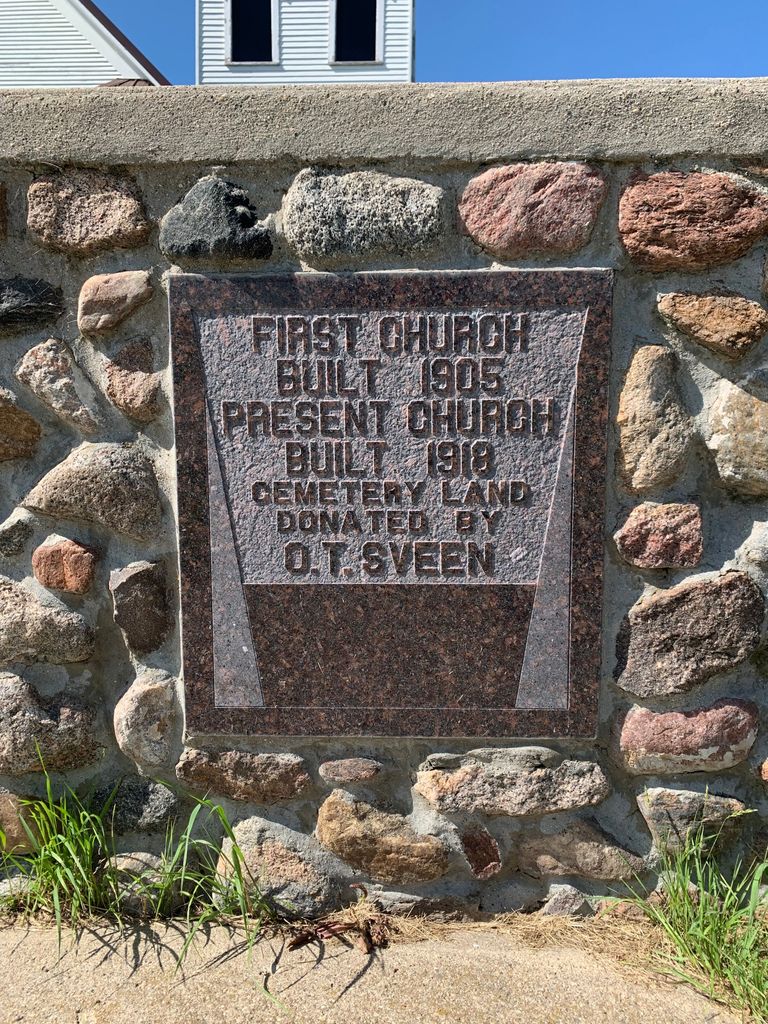 FIRST CHURCH
BUILT 1905
PRESENT CHURCH
BUILT 1918
CEMETERY LAND
DONATED BY
O.T. SVEEN